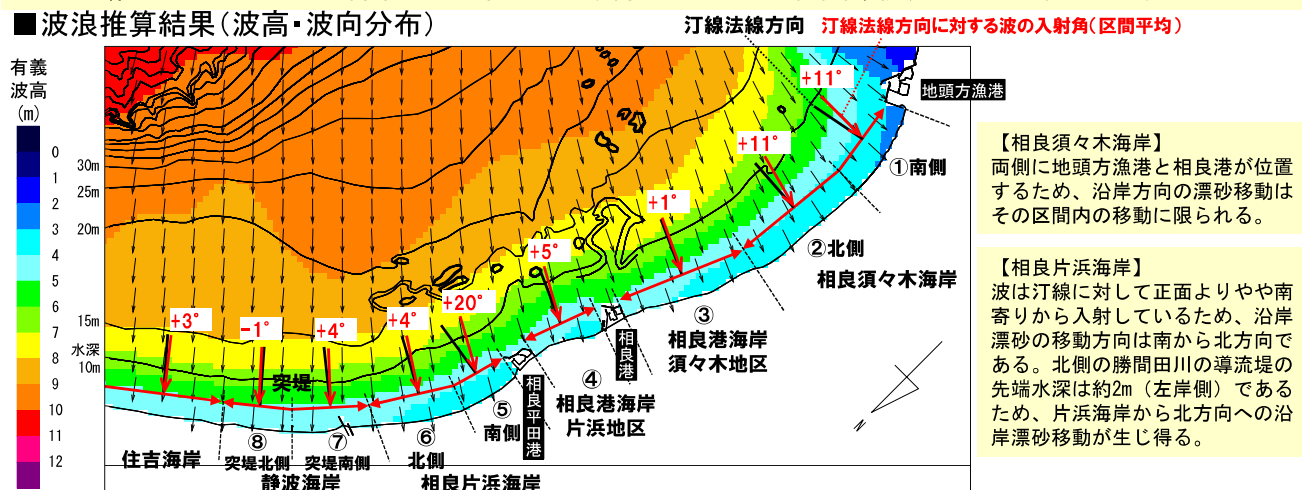 ■波浪推算結果(波高・波向分布)
汀線法線方向 汀線法線方向に対する波の入射角(区間平均)
有義
波高
(m)
0
1
2
3
4
5
6
7
8
9
10
11
12
30m
25m
20m
15m
水深
10m
+11°
+11°
+1°
+5°
+20°
+4°
+4°
-1°
+3°
地頭方漁港
①南側
②北側
相良須々木海岸
③
相良港海岸
須々木地区
相良港
④
相良港海岸
片浜地区
相良平田港
⑤
南側
⑥
北側
相良片浜海岸
突堤
⑦
突堤南側
⑧
突堤北側
静波海岸
住吉海岸
N
【相良須々木海岸】
両側に地頭方漁港と相良港が位置
するため、沿岸方向の漂砂移動は
その区間内の移動に限られる。
【相良片浜海岸】
波は汀線に対して正面よりやや南
寄りから入射しているため、沿岸
漂砂の移動方向は南から北方向で
ある。北側の勝間田川の導流堤の
先端水深は約2m（左岸側）である
ため、片浜海岸から北方向への沿
岸漂砂移動が生じ得る。